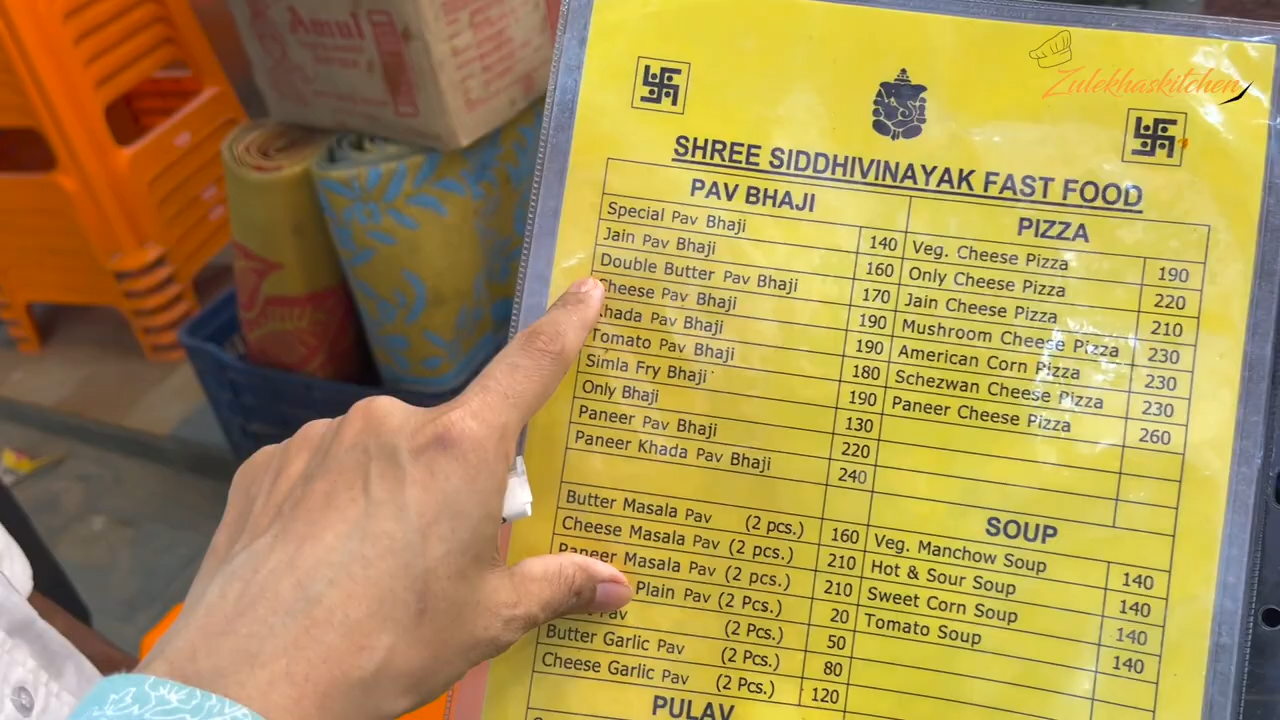 Amul
Zulekhaskitchen
SHREE SIDDHIVINAYAK FAST FOOD
PAV BHAJI
Special Pav Bhaji 140
Jain Pav Bhaji 160
Double Butter Pav Bhaji 170
Cheese Pav Bhaji 190
Khada Pav Bhaji 190
Tomato Pav Bhaji 180
Simla Fry Bhaji 190
Only Bhaji 130
Paneer Pav Bhaji 220
Paneer Khada Pav Bhaji 240
Butter Masala Pav (2 pcs.) 160
Cheese Masala Pav (2 pcs.) 210
Paneer Masala Pav (2 pcs.) 210
Plain Pav (2 Pcs.) 20
Pav (2 Pcs.) 50
Butter Garlic Pav (2 Pcs.) 80
Cheese Garlic Pav (2 Pcs.) 120
PULAV
PIZZA
Veg. Cheese Pizza 190
Only Cheese Pizza 220
Jain Cheese Pizza 210
Mushroom Cheese Pizza 230
American Corn Pizza 230
Schezwan Cheese Pizza 230
Paneer Cheese Pizza 260
SOUP
Veg. Manchow Soup 140
Hot & Sour Soup 140
Sweet Corn Soup 140
Tomato Soup 140